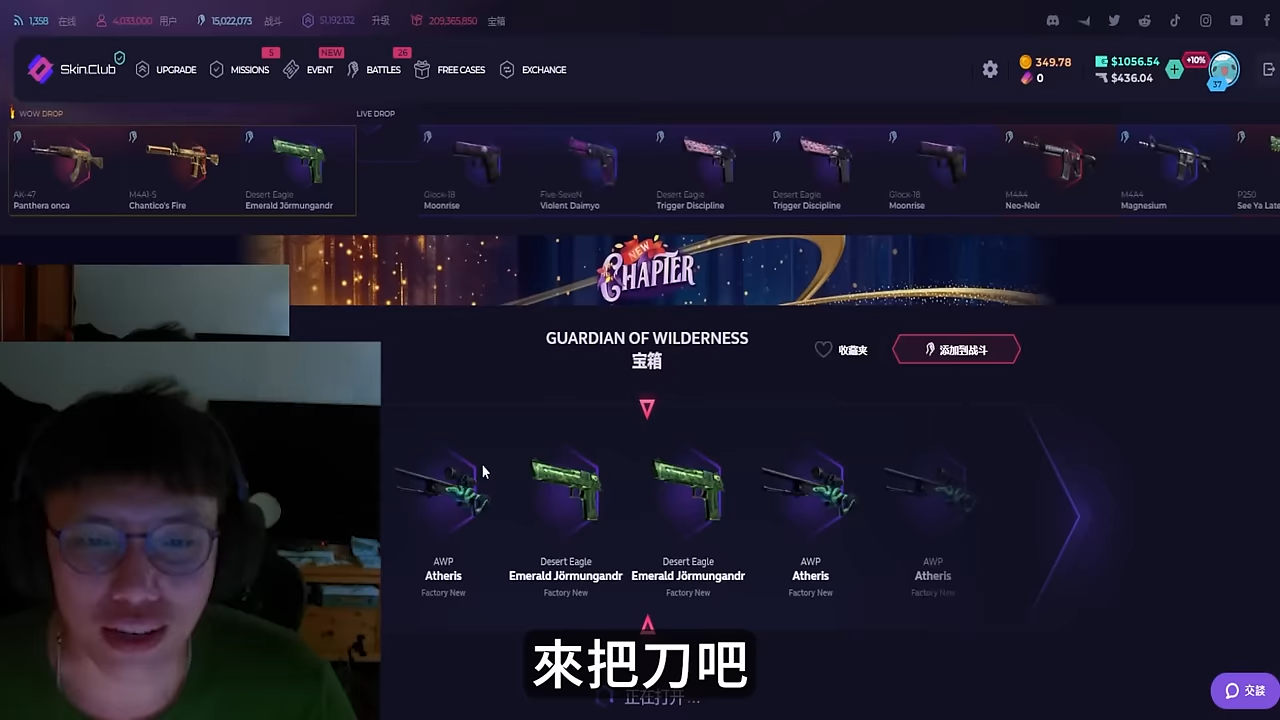 1,358 在线 4,033,000 用户 15,022,073 战斗 51,192,132 升级 209,365,850 宝箱
5 NEW 26
SkinClub UPGRADE MISSIONS EVENT BATTLES FREE CASES EXCHANGE
349.78 $1056.54 +10%
0 $436.04 37
WOW DROP LIVE DROP
AK-47 M4A1-S Desert Eagle Glock-18 Five-SeveN Desert Eagle Desert Eagle Glock-18 M4A4 M4A4 P250
Panthera onca Chantico's Fire Emerald Jörmungandr Moonrise Violent Daimyo Trigger Discipline Trigger Discipline Moonrise Neo-Noir Magnesium See Ya Late
NEW
CHAPTER
GUARDIAN OF WILDERNESS
宝箱
收藏夹 添加到战斗
AWP Desert Eagle Desert Eagle AWP AWP
Atheris Emerald Jörmungandr Emerald Jörmungandr Atheris Atheris
Factory New Factory New Factory New Factory New Factory New
來把刀吧
正在打开...
交談